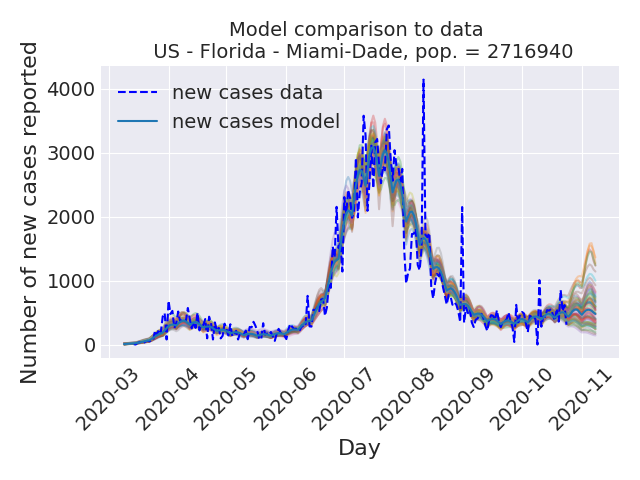 Model comparison to data
US - Florida - Miami-Dade, pop. = 2716940
Number of new cases reported
4000
3000
2000
1000
0
new cases data
new cases model
2020-03
2020-04
2020-05
2020-06
2020-07
2020-08
2020-09
2020-10
2020-11
Day